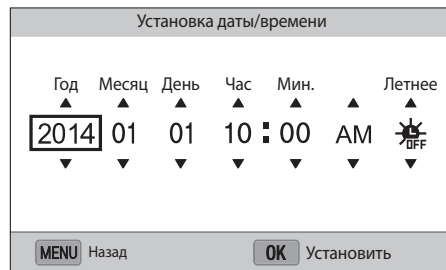 Установка даты/времени
Год Месяц День Час Мин. Летнее
2014 01 01 10 : 00 AM OFF
MENU Назад OK Установить